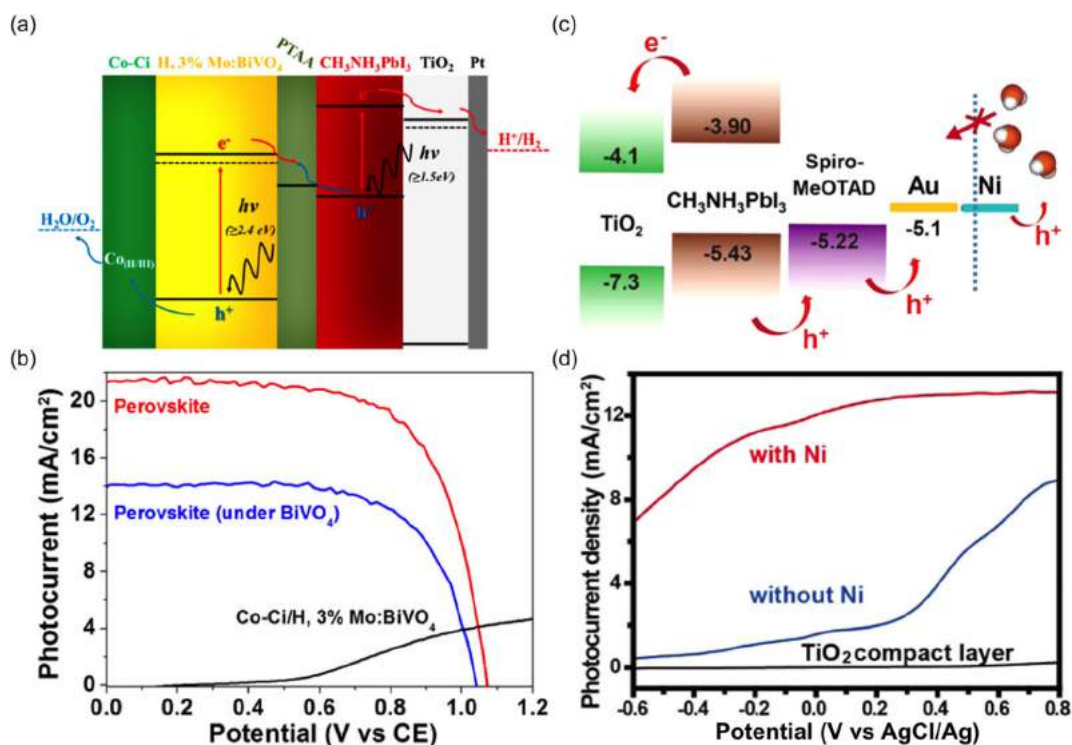 (a)
Co-Ci H, 3% Mo:BiVO₄ PTAA CH₃NH₃PbI₃ TiO₂ Pt
e⁻
e⁻
H⁺/H₂
hν
(≥1.5eV)
h⁺
hν
(≥2.4 eV)
H₂O/O₂
Co(II/III)
h⁺
(b)
Photocurrent (mA/cm²)
20
16
12
8
4
0
Perovskite
Perovskite (under BiVO₄)
Co-Ci/H, 3% Mo:BiVO₄
0.0 0.2 0.4 0.6 0.8 1.0 1.2
Potential (V vs CE)
(c)
e⁻
-3.90
-4.1
Spiro-
MeOTAD
Au Ni
CH₃NH₃PbI₃
TiO₂
-5.1
h⁺
-5.22
-5.43
-7.3
h⁺
h⁺
(d)
Photocurrent density (mA/cm²)
12
8
4
0
with Ni
without Ni
TiO₂ compact layer
-0.6 -0.4 -0.2 0.0 0.2 0.4 0.6 0.8
Potential (V vs AgCl/Ag)